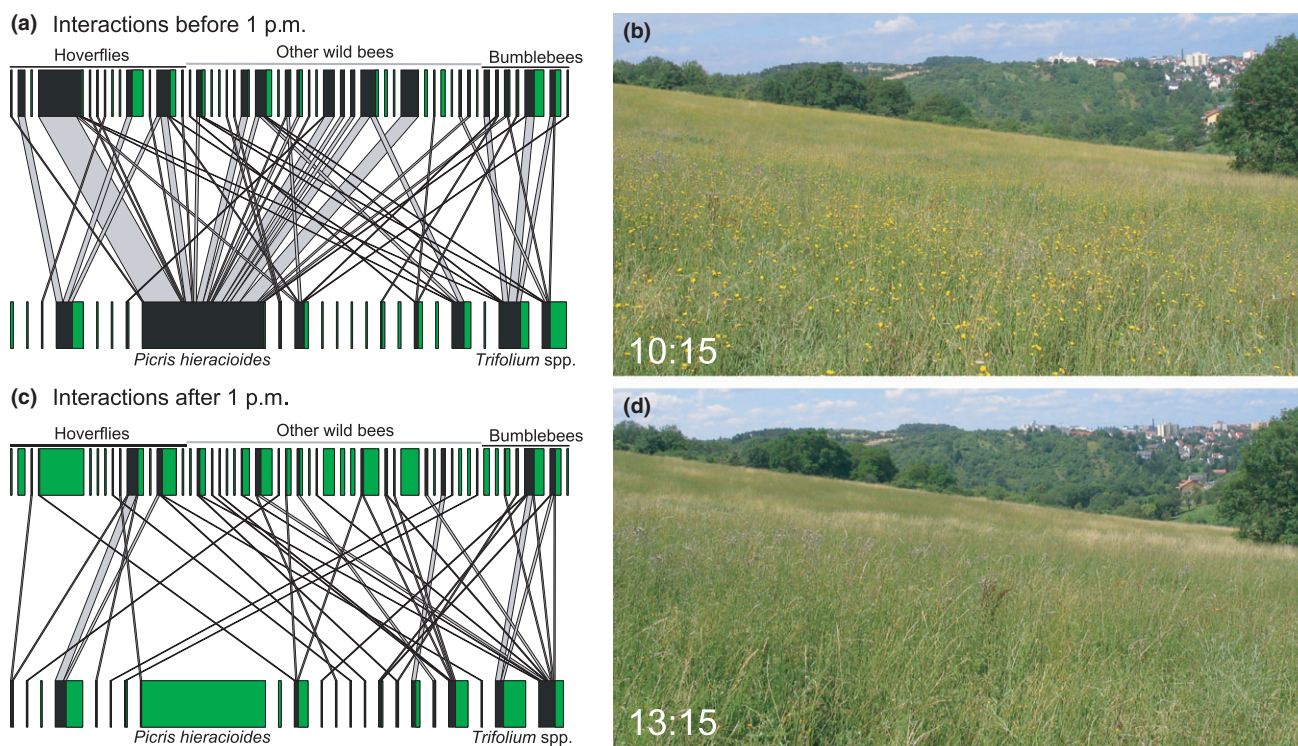 (a) Interactions before 1 p.m.
Hoverflies
Other wild bees
Bumblebees
Picris hieracioides
Trifolium spp.
(b)
10:15
(c) Interactions after 1 p.m.
Hoverflies
Other wild bees
Bumblebees
Picris hieracioides
Trifolium spp.
(d)
13:15